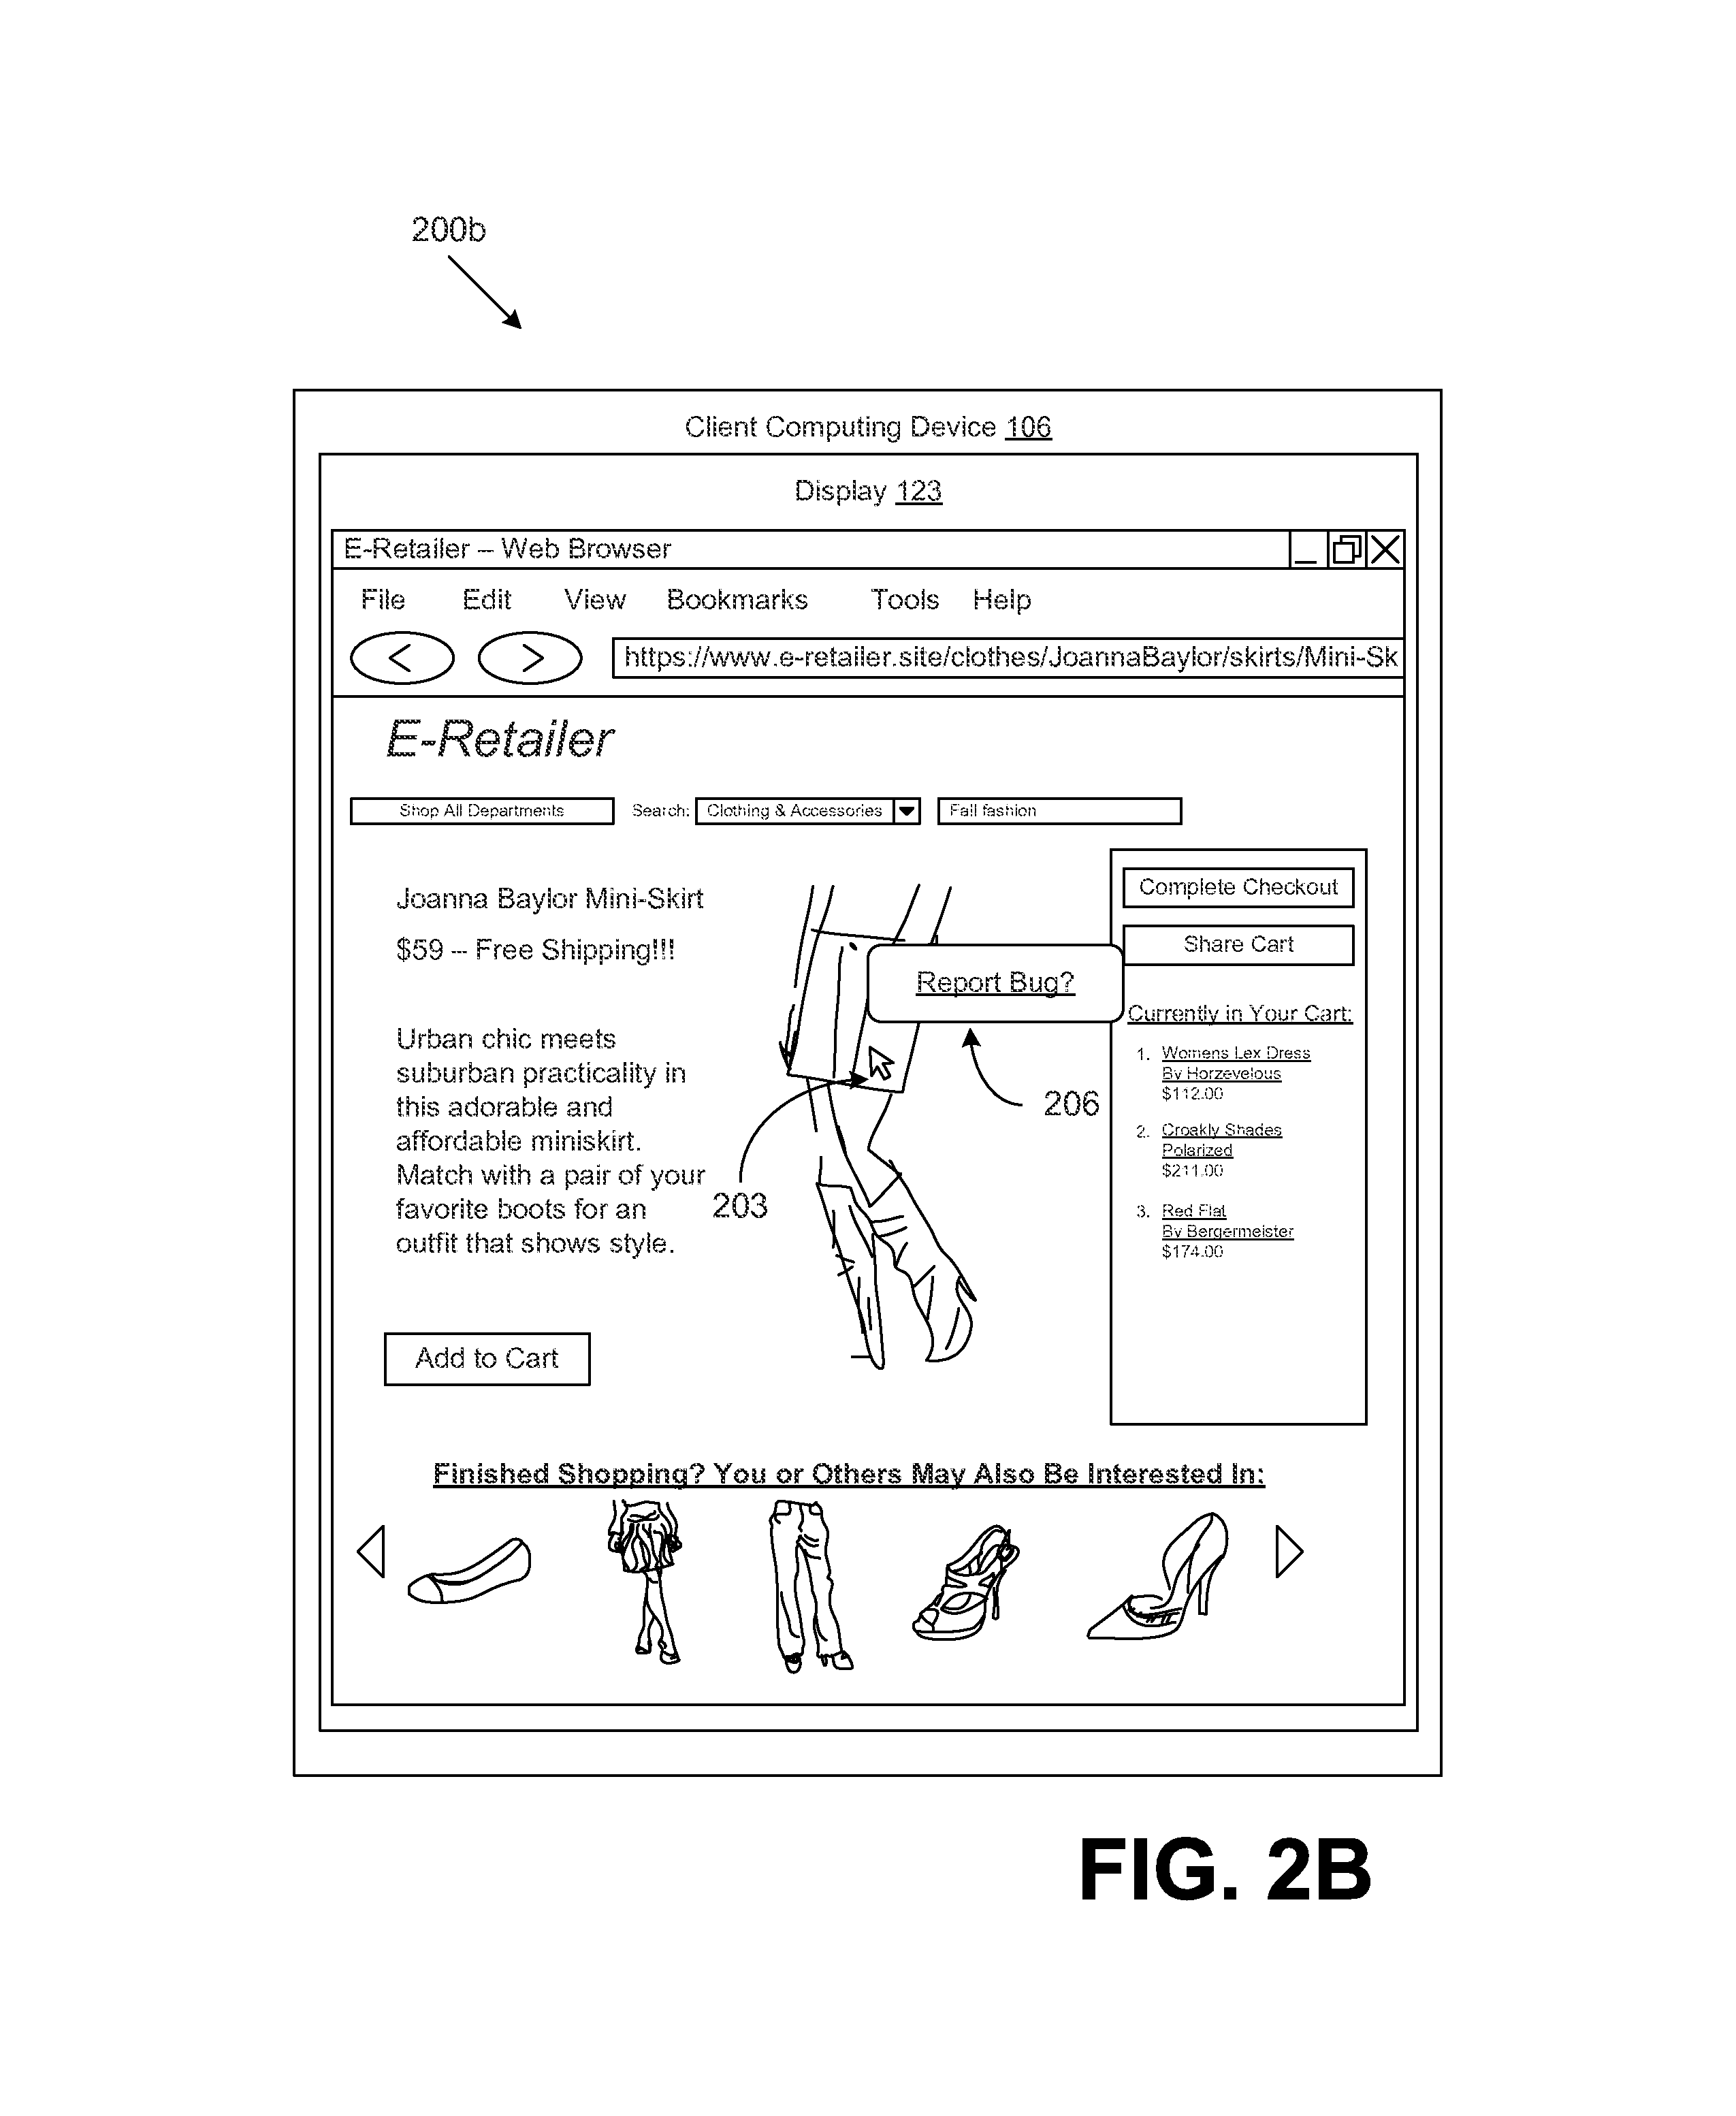 200b
Client Computing Device 106
Display 123
E-Retailer – Web Browser
File Edit View Bookmarks Tools Help
< >
https://www.e-retailer.site/clothes/JoannaBaylor/skirts/Mini-Sk
E-Retailer
Shop All Departments Search: Clothing & Accessories Fall fashion
Joanna Baylor Mini-Skirt
$59 -- Free Shipping!!!
Urban chic meets
suburban practicality in
this adorable and
affordable miniskirt.
Match with a pair of your
favorite boots for an
outfit that shows style.
Add to Cart
Report Bug?
206
203
Complete Checkout
Share Cart
Currently in Your Cart:
1. Womens Lex Dress
By Horzevelous
$112.00
2. Croakly Shades
Polarized
$211.00
3. Red Flat
By Bergermeister
$174.00
Finished Shopping? You or Others May Also Be Interested In:
FIG. 2B